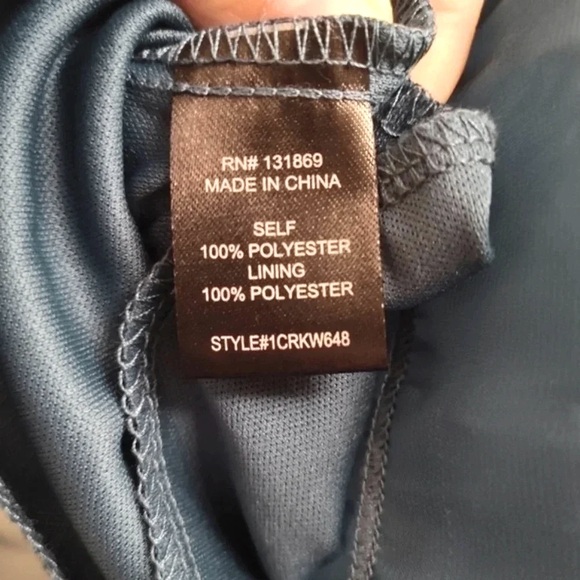 RN# 131869
MADE IN CHINA
SELF
100% POLYESTER
LINING
100% POLYESTER
STYLE#1CRKW648